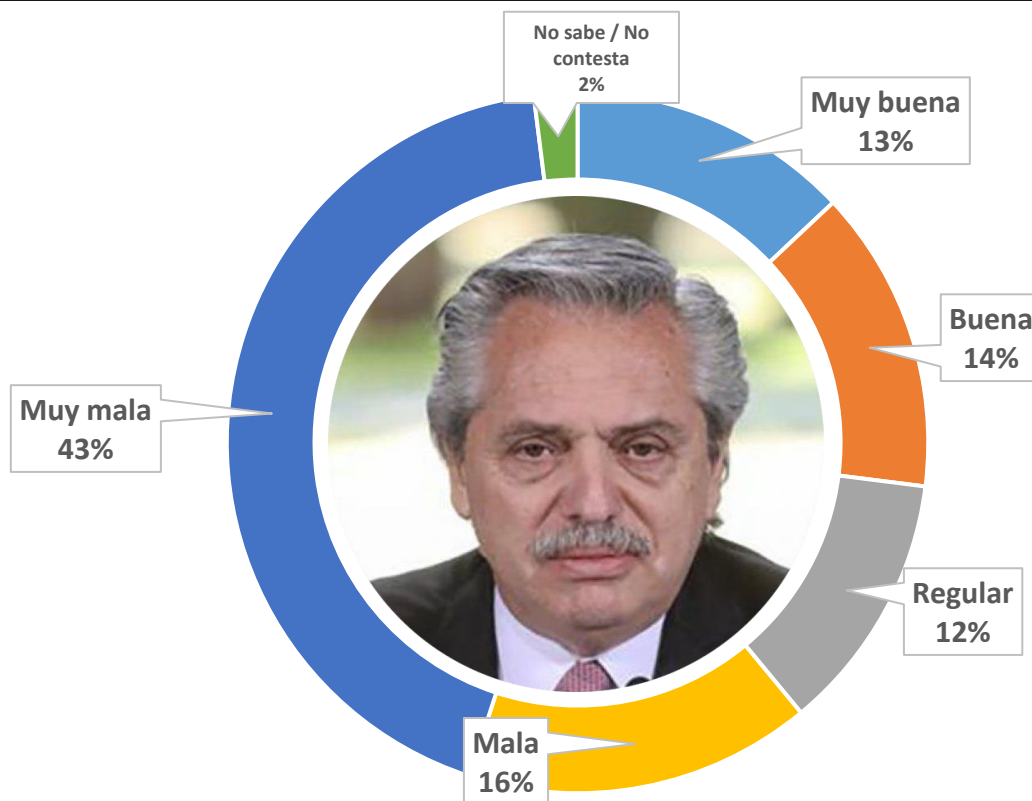 No sabe / No
contesta
2%
Muy buena
13%
Buena
14%
Regular
12%
Mala
16%
Muy mala
43%